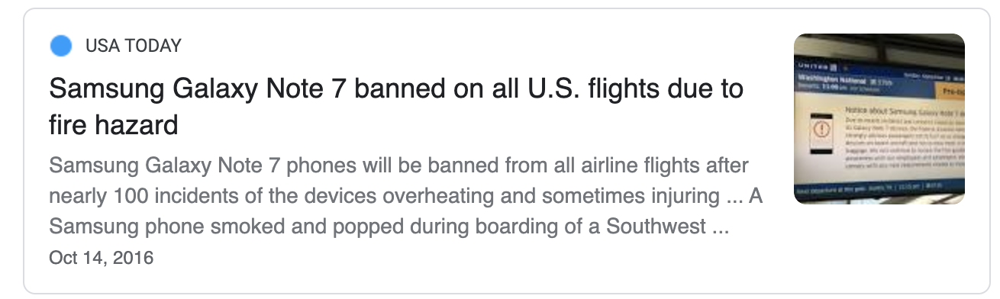 USA TODAY
Samsung Galaxy Note 7 banned on all U.S. flights due to
fire hazard
Samsung Galaxy Note 7 phones will be banned from all airline flights after
nearly 100 incidents of the devices overheating and sometimes injuring ... A
Samsung phone smoked and popped during boarding of a Southwest ...
Oct 14, 2016
UNITED
Washington National
Notice about Samsung Galaxy Note 7